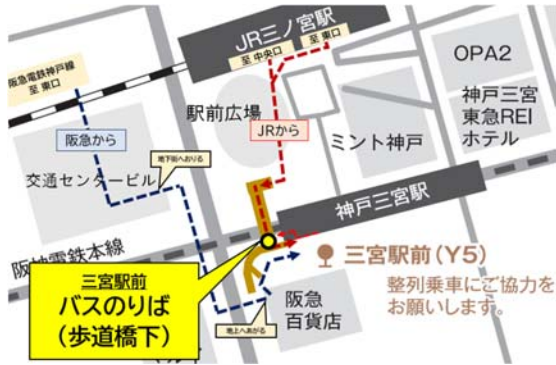 JR三ノ宮駅
至 中央口
至 東口
阪急電鉄神戸線
至 東口
OPA2
神戸三宮
東急REI
ホテル
駅前広場
阪急から
JRから
ミント神戸
地下街へおりる
交通センタービル
神戸三宮駅
阪神電鉄本線
三宮駅前(Y5)
整列乗車にご協力を
お願いします。
三宮駅前
バスのりば
(歩道橋下)
阪急
百貨店
地上へあがる